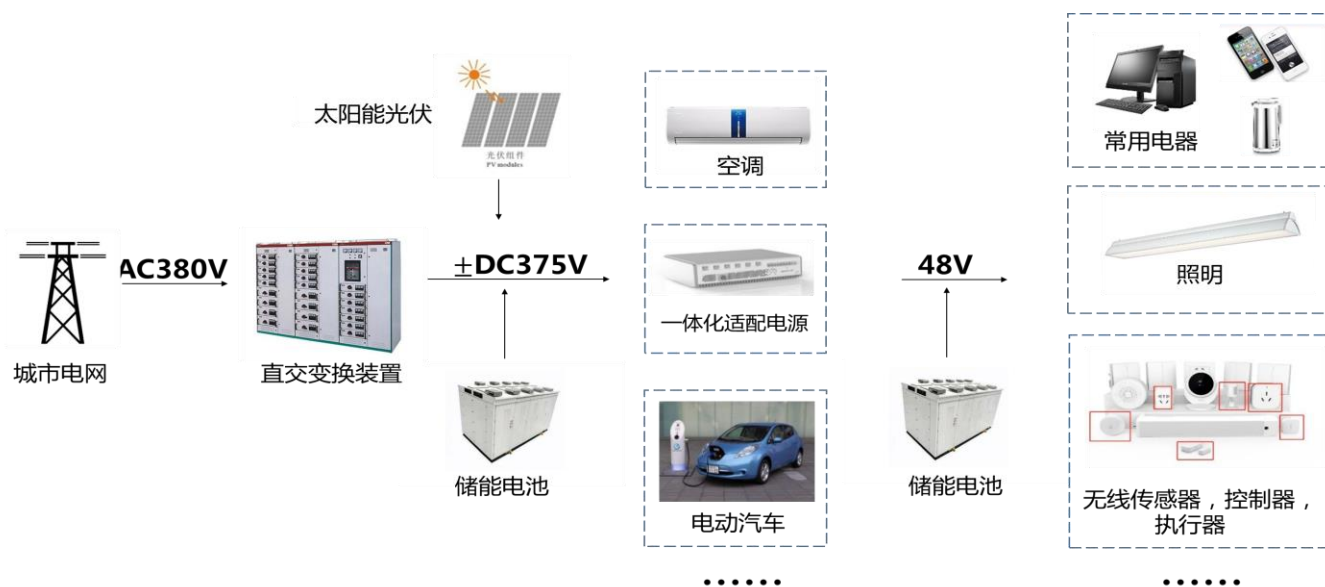 太阳能光伏
光伏组件
PV modules
空调
常用电器
城市电网
AC380V
直交变换装置
±DC375V
储能电池
一体化适配电源
电动汽车
······
48V
储能电池
照明
无线传感器，控制器，
执行器
······